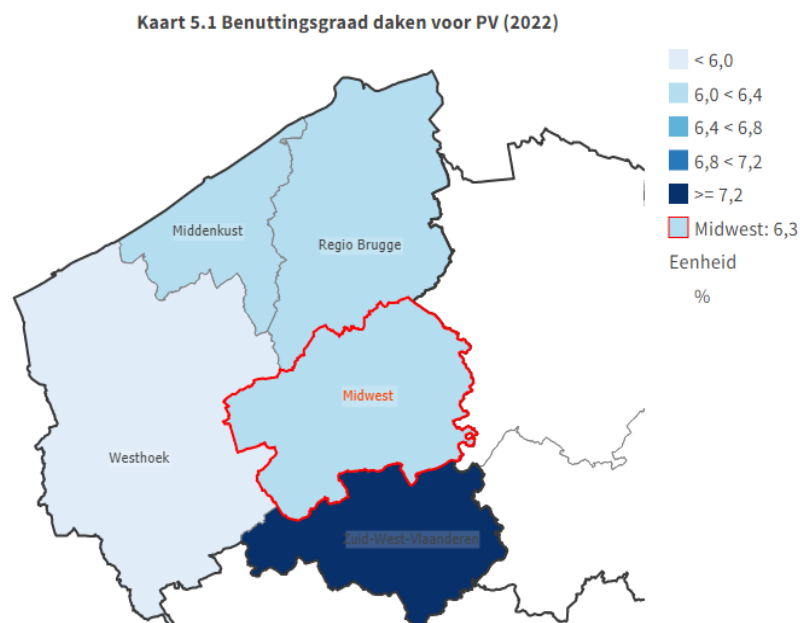 Kaart 5.1 Benuttingsgraad daken voor PV (2022)
< 6,0
6,0 < 6,4
6,4 < 6,8
6,8 < 7,2
>= 7,2
Midwest: 6,3
Eenheid
%
Middenkust
Regio Brugge
Midwest
Westhoek
Zuid-West-Vlaanderen